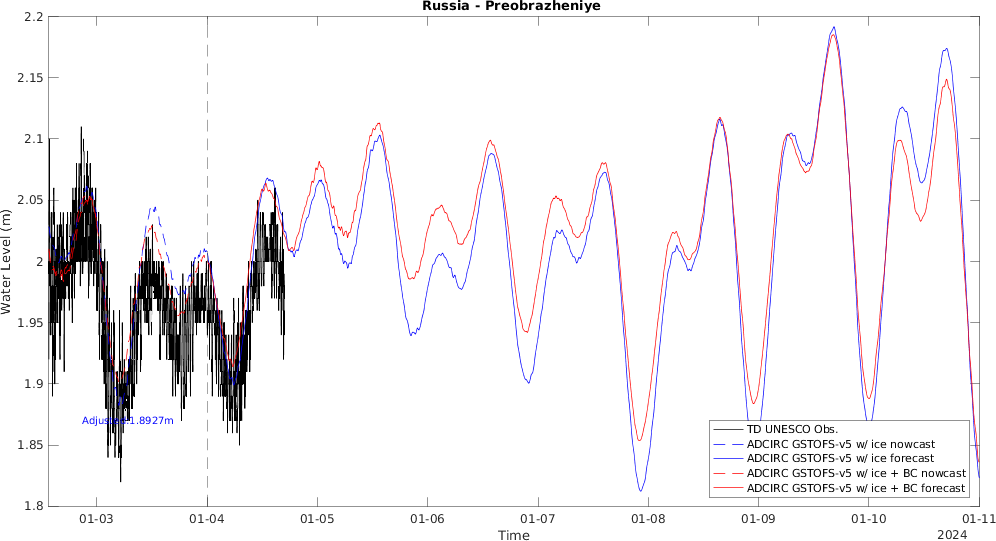 Russia - Preobrazheniye
2.2
2.15
2.1
2.05
2
1.95
1.9
1.85
1.8
Water Level (m)
Adjusted:1.8927m
TD UNESCO Obs.
ADCIRC GSTOFS-v5 w/ ice nowcast
ADCIRC GSTOFS-v5 w/ ice forecast
ADCIRC GSTOFS-v5 w/ ice + BC nowcast
ADCIRC GSTOFS-v5 w/ ice + BC forecast
01-03 01-04 01-05 01-06 01-07 01-08 01-09 01-10 01-11
Time
2024